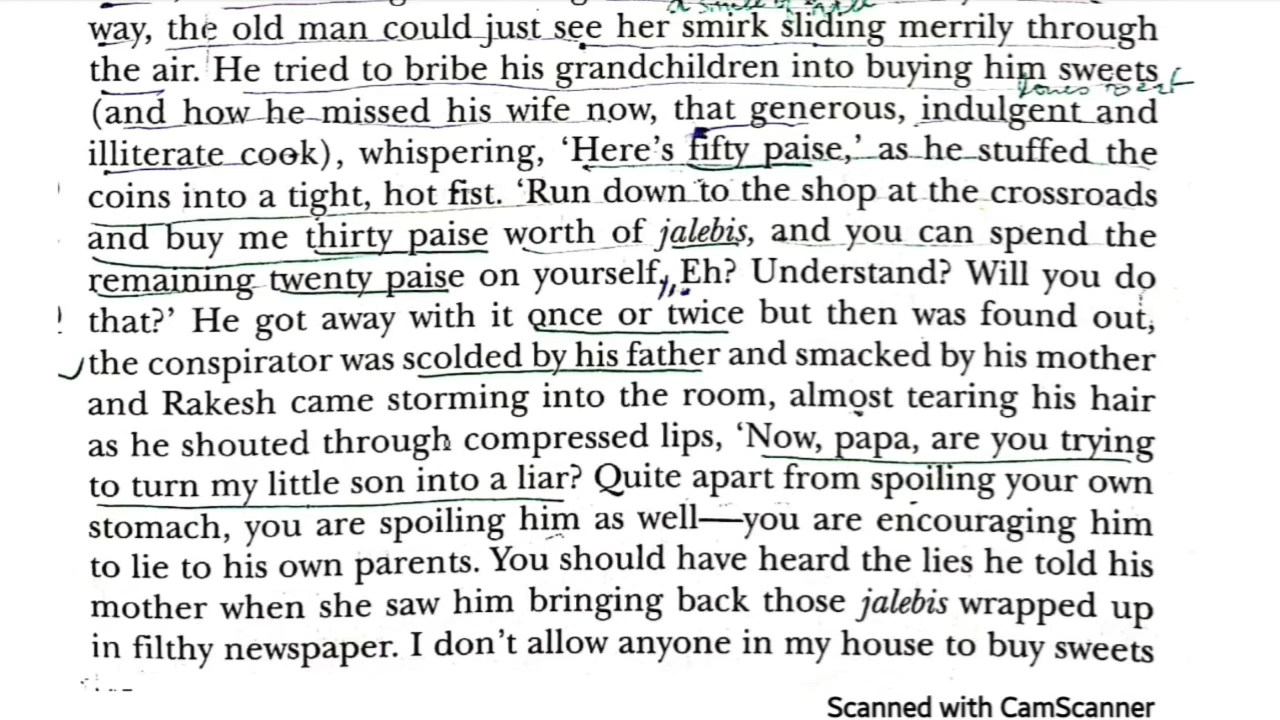 way, the old man could just see her smirk sliding merrily through
the air. He tried to bribe his grandchildren into buying him sweets
(and how he missed his wife now, that generous, indulgent and
illiterate cook), whispering, ‘Here’s fifty paise,’ as he stuffed the
coins into a tight, hot fist. ‘Run down to the shop at the crossroads
and buy me thirty paise worth of jalebis, and you can spend the
remaining twenty paise on yourself, Eh? Understand? Will you do
that?’ He got away with it once or twice but then was found out,
the conspirator was scolded by his father and smacked by his mother
and Rakesh came storming into the room, almost tearing his hair
as he shouted through compressed lips, ‘Now, papa, are you trying
to turn my little son into a liar? Quite apart from spoiling your own
stomach, you are spoiling him as well—you are encouraging him
to lie to his own parents. You should have heard the lies he told his
mother when she saw him bringing back those jalebis wrapped up
in filthy newspaper. I don’t allow anyone in my house to buy sweets
Scanned with CamScanner